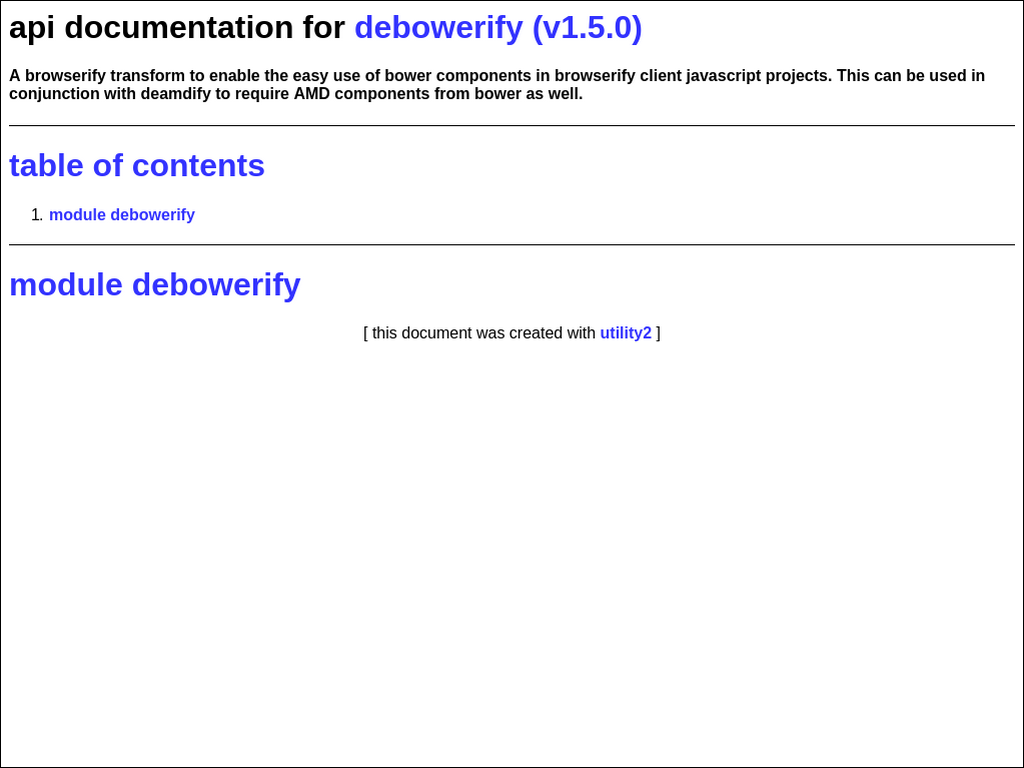 api documentation for debowerify (v1.5.0)
A browserify transform to enable the easy use of bower components in browserify client javascript projects. This can be used in
conjunction with deamdify to require AMD components from bower as well.
table of contents
1. module debowerify
module debowerify
[ this document was created with utility2 ]